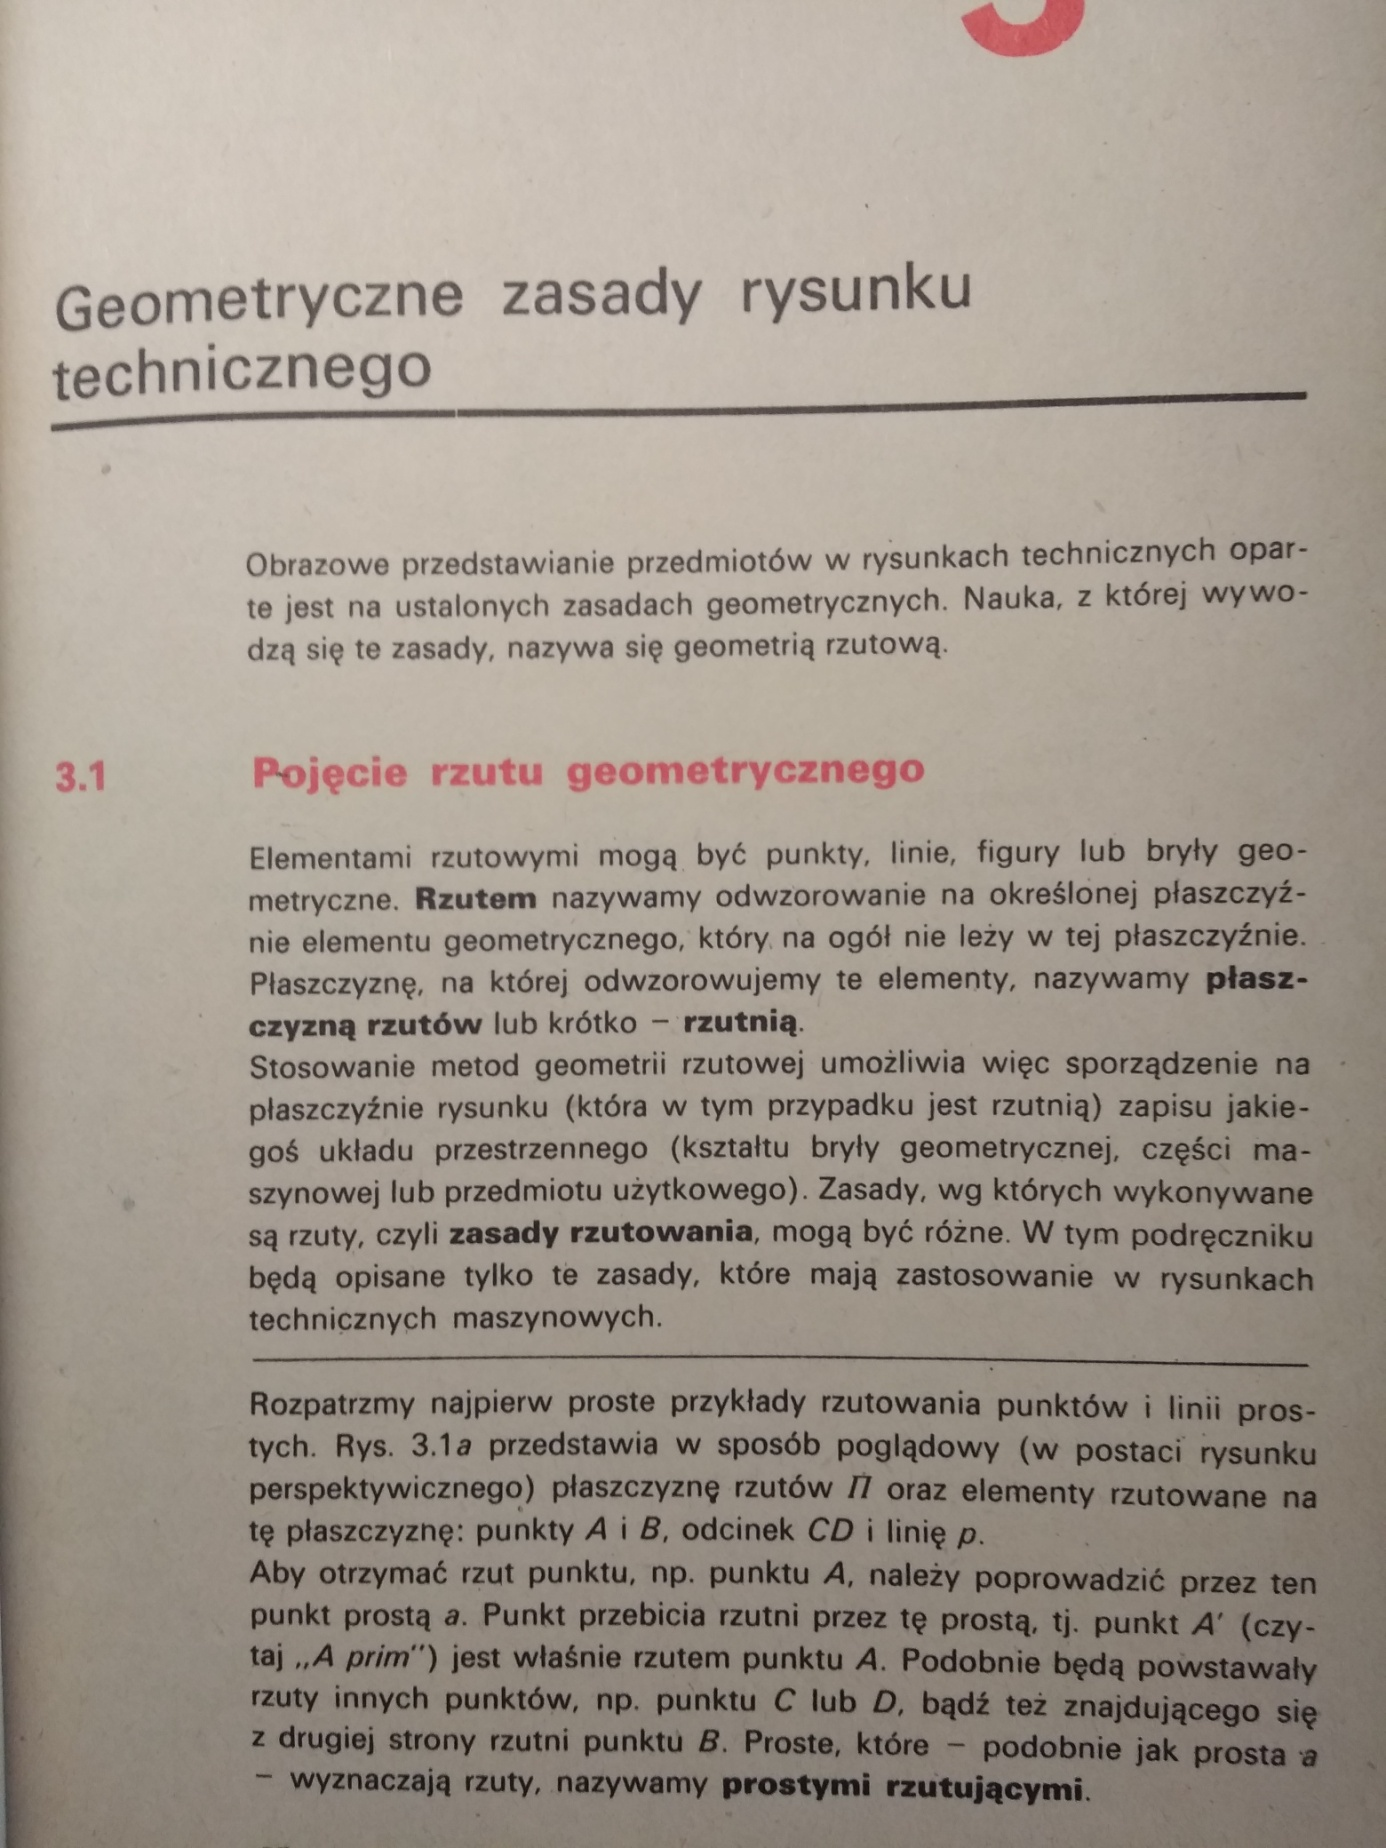 Geometryczne zasady rysunku
technicznego
Obrazowe przedstawianie przedmiotów w rysunkach technicznych opar-
te jest na ustalonych zasadach geometrycznych. Nauka, z której wywo-
dzą się te zasady, nazywa się geometrią rzutową.
3.1 Pojęcie rzutu geometrycznego
Elementami rzutowymi mogą być punkty, linie, figury lub bryły geo-
metryczne. Rzutem nazywamy odwzorowanie na określonej płaszczyź-
nie elementu geometrycznego, który na ogół nie leży w tej płaszczyźnie.
Płaszczyznę, na której odwzorowujemy te elementy, nazywamy płasz-
czyzną rzutów lub krótko – rzutnią.
Stosowanie metod geometrii rzutowej umożliwia więc sporządzenie na
płaszczyźnie rysunku (która w tym przypadku jest rzutnią) zapisu jakie-
goś układu przestrzennego (kształtu bryły geometrycznej, części ma-
szynowej lub przedmiotu użytkowego). Zasady, wg których wykonywane
są rzuty, czyli zasady rzutowania, mogą być różne. W tym podręczniku
będą opisane tylko te zasady, które mają zastosowanie w rysunkach
technicznych maszynowych.
Rozpatrzmy najpierw proste przykłady rzutowania punktów i linii pros-
tych. Rys. 3.1a przedstawia w sposób poglądowy (w postaci rysunku
perspektywicznego) płaszczyznę rzutów Π oraz elementy rzutowane na
tę płaszczyznę: punkty A i B, odcinek CD i linię p.
Aby otrzymać rzut punktu, np. punktu A, należy poprowadzić przez ten
punkt prostą a. Punkt przebicia rzutni przez tę prostą, tj. punkt A′ (czy-
taj „A prim") jest właśnie rzutem punktu A. Podobnie będą powstawały
rzuty innych punktów, np. punktu C lub D, bądź też znajdującego się
z drugiej strony rzutni punktu B. Proste, które – podobnie jak prosta a
– wyznaczają rzuty, nazywamy prostymi rzutującymi.